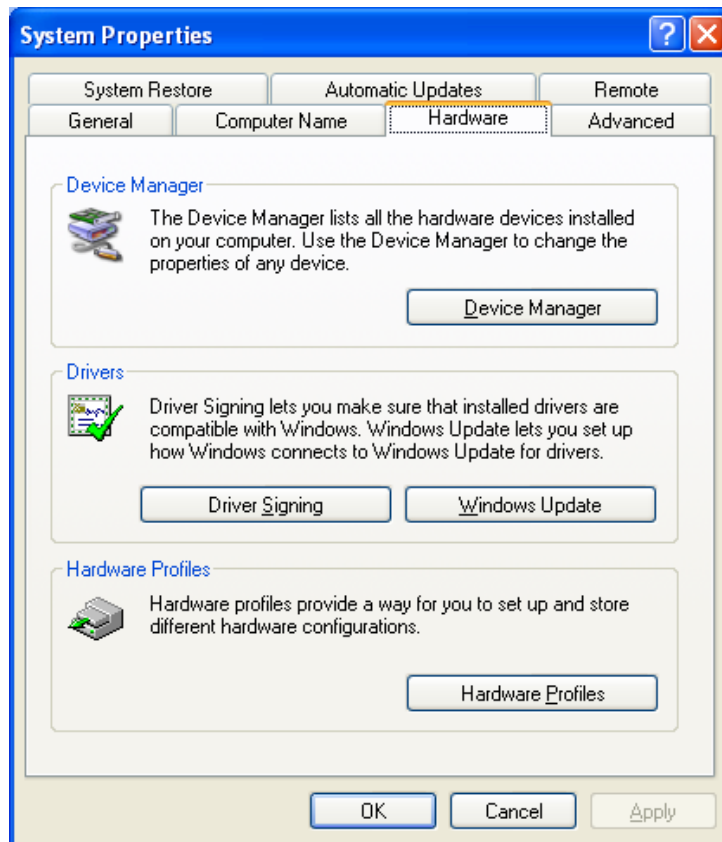 System Properties
System Restore
Automatic Updates
Remote
General
Computer Name
Hardware
Advanced
Device Manager
The Device Manager lists all the hardware devices installed
on your computer. Use the Device Manager to change the
properties of any device.
Device Manager
Drivers
Driver Signing lets you make sure that installed drivers are
compatible with Windows. Windows Update lets you set up
how Windows connects to Windows Update for drivers.
Driver Signing
Windows Update
Hardware Profiles
Hardware profiles provide a way for you to set up and store
different hardware configurations.
Hardware Profiles
OK
Cancel
Apply